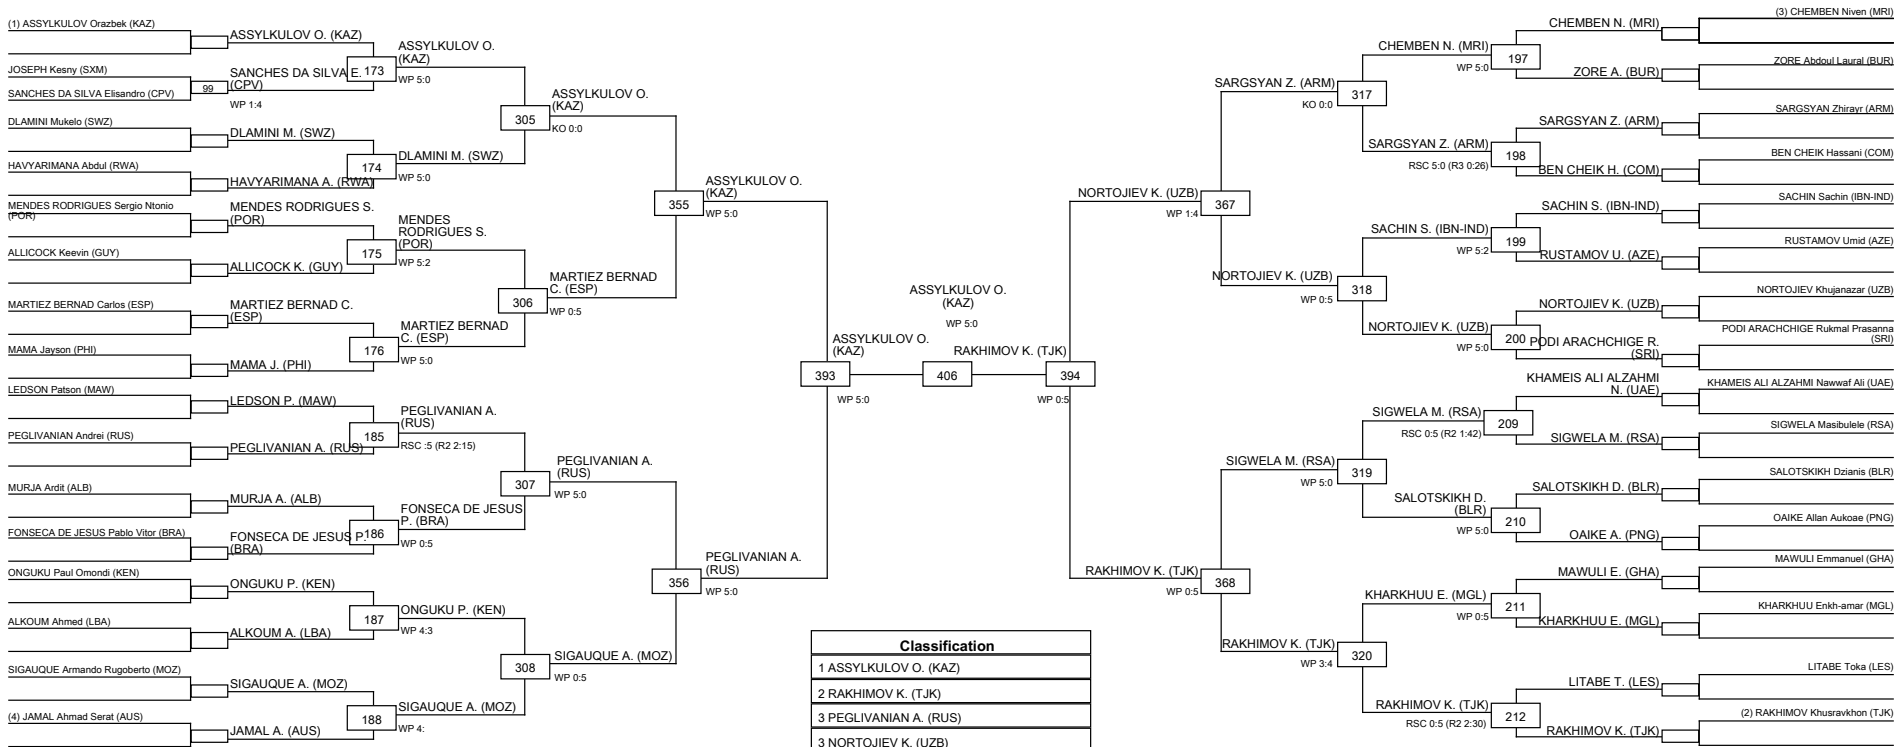 (1) ASSYLKULOV Orazbek (KAZ)
JOSEPH Kesny (SXM)
SANCHES DA SILVA Elisandro (CPV)
DLAMINI Mukelo (SWZ)
HAVYARIMANA Abdul (RWA)
MENDES RODRIGUES Sergio Ntonio
(POR)
ALLICOCK Keevin (GUY)
MARTIEZ BERNAD Carlos (ESP)
MAMA Jayson (PHI)
LEDSON Patson (MAW)
PEGLIVANIAN Andrei (RUS)
MURJA Ardit (ALB)
FONSECA DE JESUS Pablo Vitor (BRA)
ONGUKU Paul Omondi (KEN)
ALKOUM Ahmed (LBA)
SIGAUQUE Armando Rugoberto (MOZ)
(4) JAMAL Ahmad Serat (AUS)
99
ASSYLKULOV O. (KAZ)
SANCHES DA SILVA E.
(CPV)
WP 1:4
DLAMINI M. (SWZ)
HAVYARIMANA A. (RWA)
MENDES RODRIGUES S.
(POR)
ALLICOCK K. (GUY)
MARTIEZ BERNAD C.
(ESP)
MAMA J. (PHI)
LEDSON P. (MAW)
PEGLIVANIAN A. (RUS)
MURJA A. (ALB)
FONSECA DE JESUS P.
(BRA)
ONGUKU P. (KEN)
ALKOUM A. (LBA)
SIGAUQUE A. (MOZ)
JAMAL A. (AUS)
173
174
175
176
185
186
187
188
ASSYLKULOV O.
(KAZ)
WP 5:0
DLAMINI M. (SWZ)
WP 5:0
MENDES
RODRIGUES S.
(POR)
WP 5:2
MARTIEZ BERNAD
C. (ESP)
WP 5:0
PEGLIVANIAN A.
(RUS)
RSC :5 (R2 2:15)
FONSECA DE JESUS
P. (BRA)
WP 0:5
ONGUKU P. (KEN)
WP 4:3
SIGAUQUE A. (MOZ)
WP 4:
305
306
307
308
ASSYLKULOV O.
(KAZ)
KO 0:0
MARTIEZ BERNAD
C. (ESP)
WP 0:5
PEGLIVANIAN A.
(RUS)
WP 5:0
SIGAUQUE A. (MOZ)
WP 0:5
355
356
ASSYLKULOV O.
(KAZ)
WP 5:0
PEGLIVANIAN A.
(RUS)
WP 5:0
393
ASSYLKULOV O.
(KAZ)
WP 5:0
ASSYLKULOV O.
(KAZ)
WP 5:0
406
RAKHIMOV K. (TJK)
394
WP 0:5
NORTOJIEV K. (UZB)
WP 1:4
RAKHIMOV K. (TJK)
WP 0:5
367
368
SARGSYAN Z. (ARM)
KO 0:0
NORTOJIEV K. (UZB)
WP 0:5
SIGWELA M. (RSA)
WP 5:0
RAKHIMOV K. (TJK)
WP 3:4
317
318
319
320
CHEMBEN N. (MRI)
WP 5:0
SARGSYAN Z. (ARM)
RSC 5:0 (R3 0:26)
SACHIN S. (IBN-IND)
WP 5:2
NORTOJIEV K. (UZB)
WP 5:0
SIGWELA M. (RSA)
RSC 0:5 (R2 1:42)
SALOTSKIKH D.
(BLR)
WP 5:0
KHARKHUU E. (MGL)
WP 0:5
RAKHIMOV K. (TJK)
RSC 0:5 (R2 2:30)
197
198
199
200
209
210
211
212
CHEMBEN N. (MRI)
ZORE A. (BUR)
SARGSYAN Z. (ARM)
BEN CHEIK H. (COM)
SACHIN S. (IBN-IND)
RUSTAMOV U. (AZE)
NORTOJIEV K. (UZB)
PODI ARACHCHIGE R.
(SRI)
KHAMEIS ALI ALZAHMI
N. (UAE)
SIGWELA M. (RSA)
SALOTSKIKH D. (BLR)
OAIKE A. (PNG)
MAWULI E. (GHA)
KHARKHUU E. (MGL)
LITABE T. (LES)
RAKHIMOV K. (TJK)
(3) CHEMBEN Niven (MRI)
ZORE Abdoul Laural (BUR)
SARGSYAN Zhirayr (ARM)
BEN CHEIK Hassani (COM)
SACHIN Sachin (IBN-IND)
RUSTAMOV Umid (AZE)
NORTOJIEV Khujanazar (UZB)
PODI ARACHCHIGE Rukmal Prasanna
(SRI)
KHAMEIS ALI ALZAHMI Nawwaf Ali (UAE)
SIGWELA Masibulele (RSA)
SALOTSKIKH Dzianis (BLR)
OAIKE Allan Aukoae (PNG)
MAWULI Emmanuel (GHA)
KHARKHUU Enkh-amar (MGL)
LITABE Toka (LES)
(2) RAKHIMOV Khusravkhon (TJK)
Classification
1 ASSYLKULOV O. (KAZ)
2 RAKHIMOV K. (TJK)
3 PEGLIVANIAN A. (RUS)
3 NORTOJIEV K. (UZB)